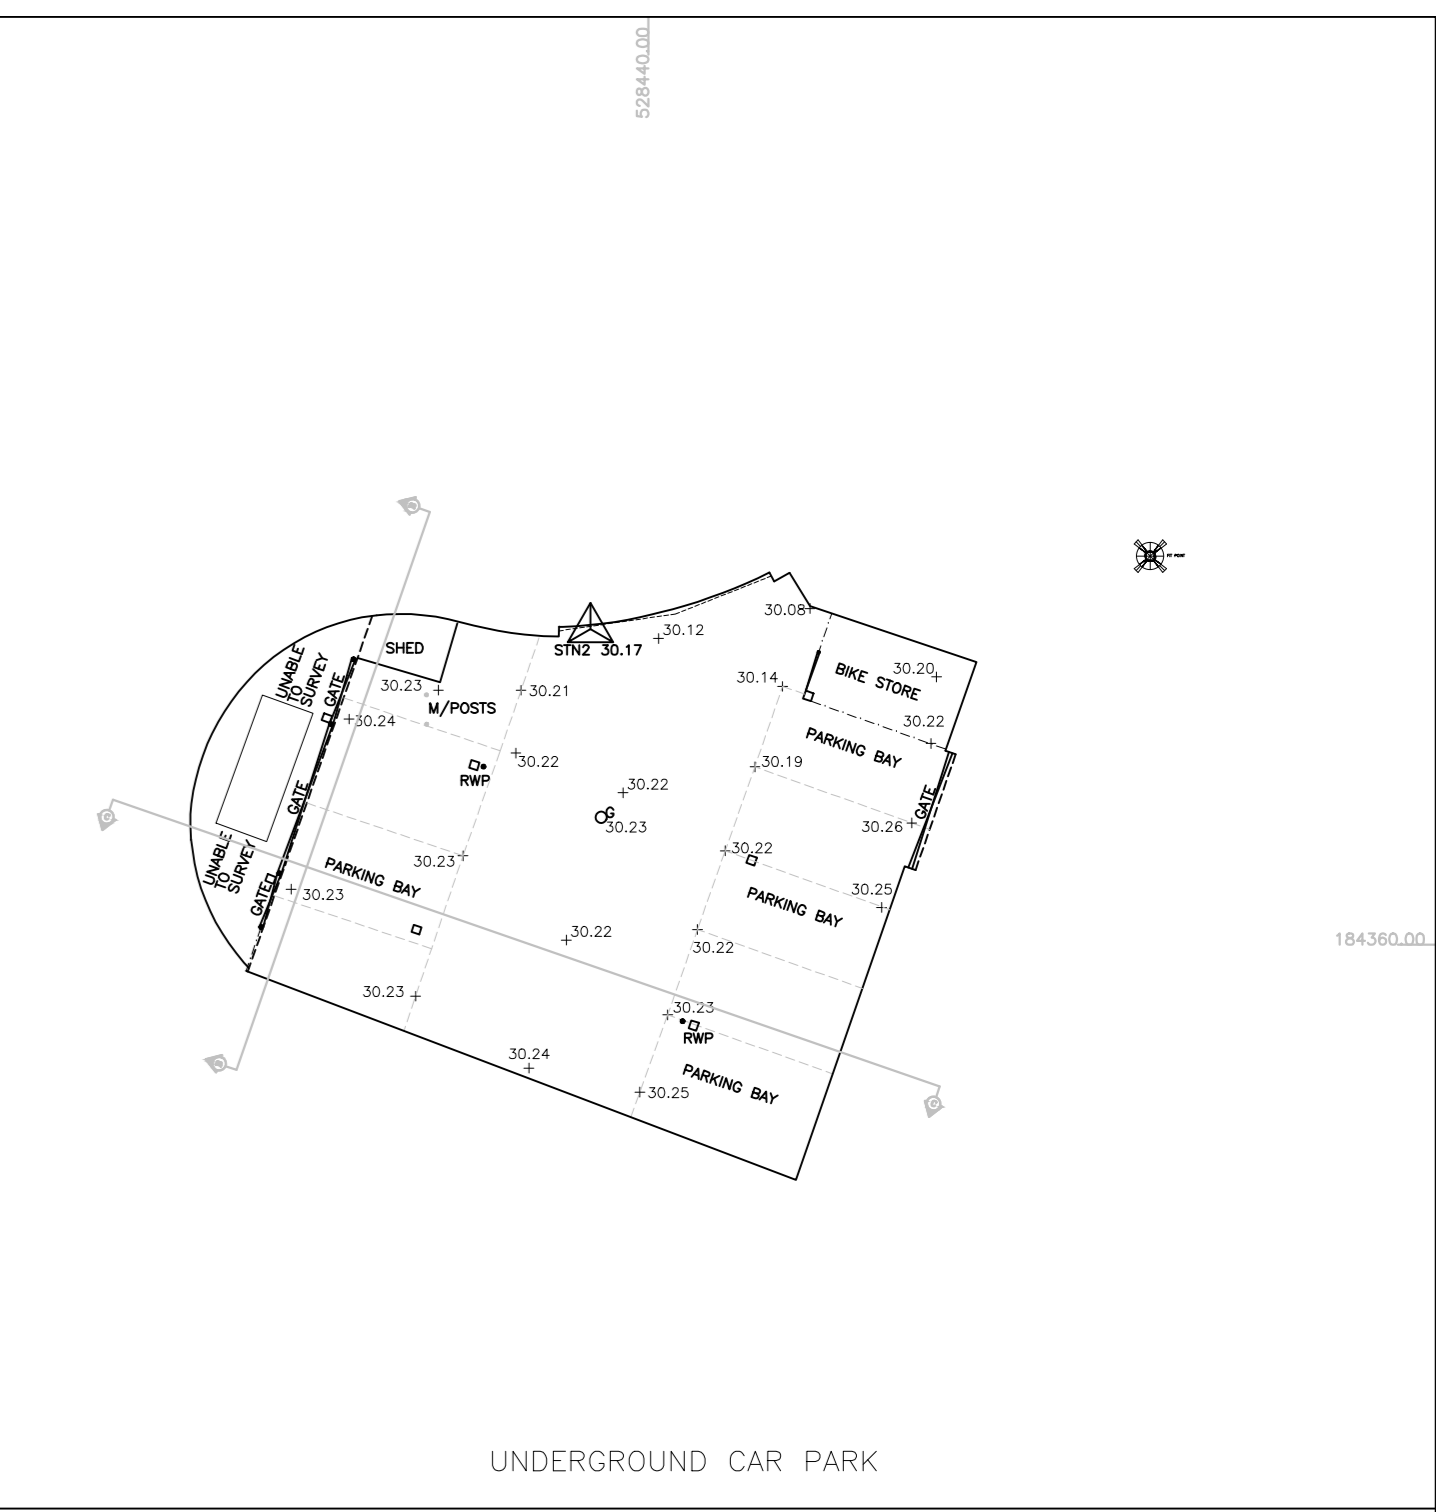 528440.00
30.08
30.12
STN2 30.17
SHED
30.20
BIKE STORE
30.14
30.23
30.21
UNABLE
TO
SURVEY
GATE
M/POSTS
30.24
30.22
PARKING BAY
30.22
30.19
RWP
30.22
GATE
GATE
G
30.23
30.26
30.22
30.23
PARKING BAY
UNABLE
TO
SURVEY
GATE
30.23
30.25
PARKING BAY
30.22
30.22
184360.00
30.23
30.23
RWP
30.24
PARKING BAY
30.25
UNDERGROUND CAR PARK